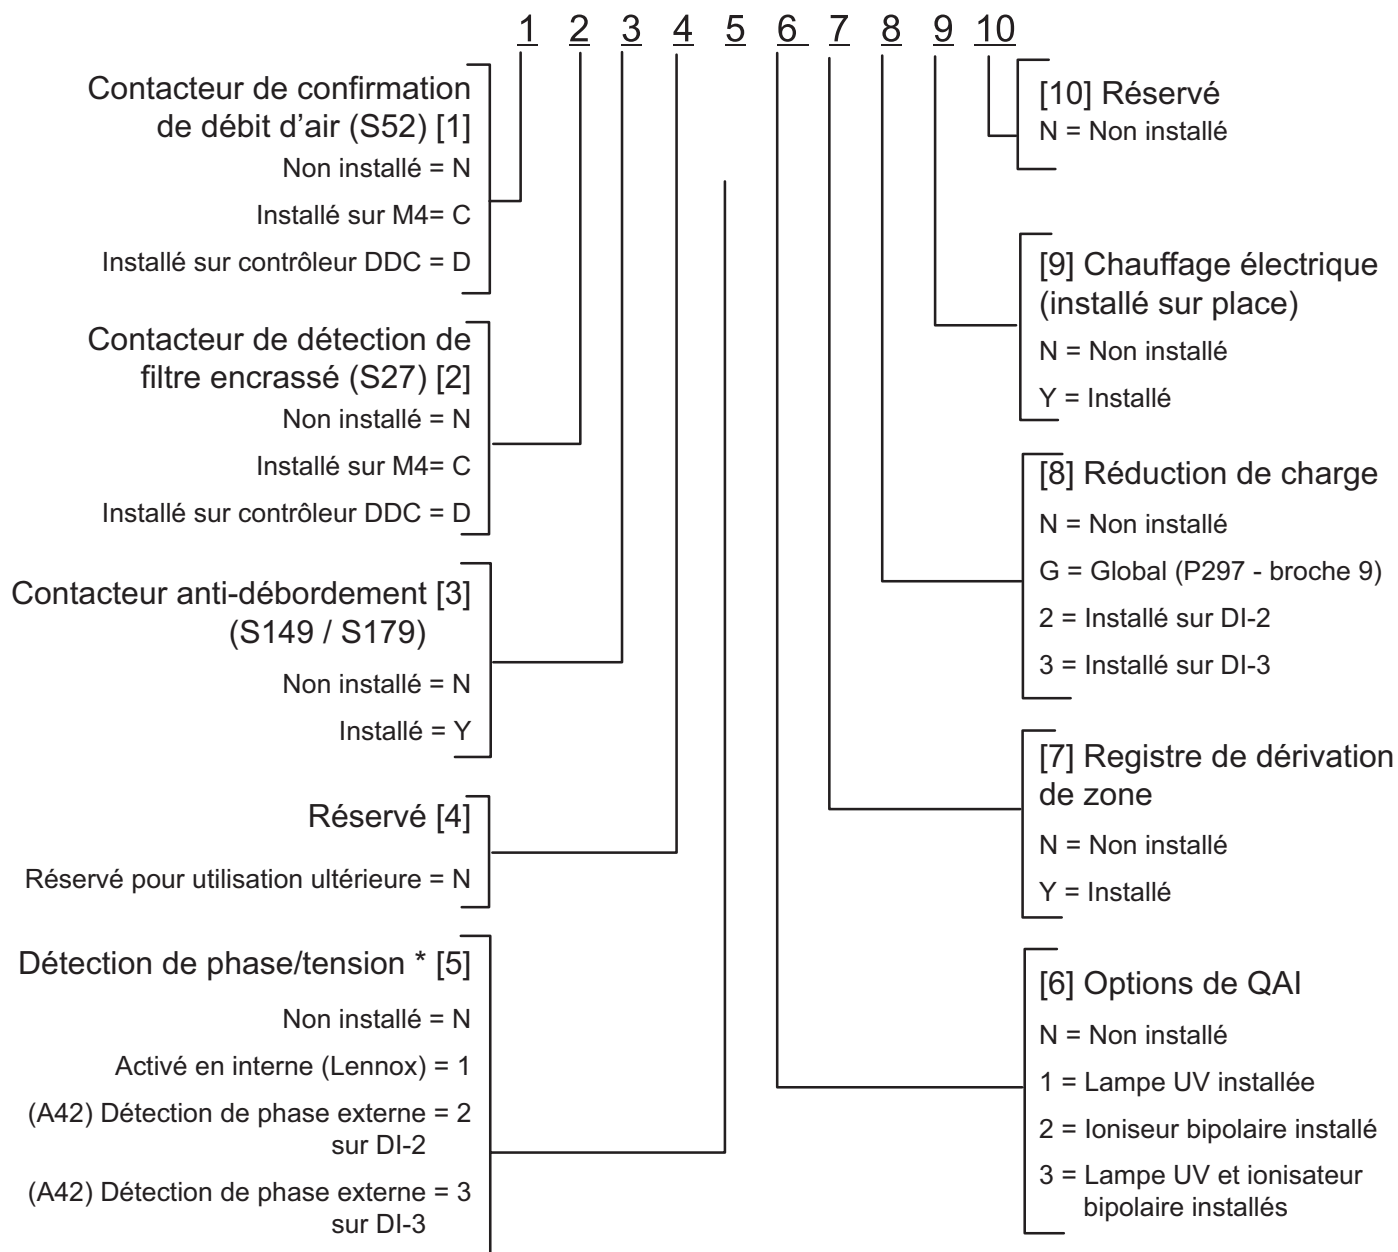 1 2 3 4 5 6 7 8 9 10
Contacteur de confirmation
de débit d'air (S52) [1]
Non installé = N
Installé sur M4= C
Installé sur contrôleur DDC = D
Contacteur de détection de
filtre encrassé (S27) [2]
Non installé = N
Installé sur M4= C
Installé sur contrôleur DDC = D
Contacteur anti-débordement [3]
(S149 / S179)
Non installé = N
Installé = Y
Réservé [4]
Réservé pour utilisation ultérieure = N
Détection de phase/tension * [5]
Non installé = N
Activé en interne (Lennox) = 1
(A42) Détection de phase externe = 2
sur DI-2
(A42) Détection de phase externe = 3
sur DI-3
[10] Réservé
N = Non installé
[9] Chauffage électrique
(installé sur place)
N = Non installé
Y = Installé
[8] Réduction de charge
N = Non installé
G = Global (P297 - broche 9)
2 = Installé sur DI-2
3 = Installé sur DI-3
[7] Registre de dérivation
de zone
N = Non installé
Y = Installé
[6] Options de QAI
N = Non installé
1 = Lampe UV installée
2 = Ioniseur bipolaire installé
3 = Lampe UV et ionisateur
bipolaire installés